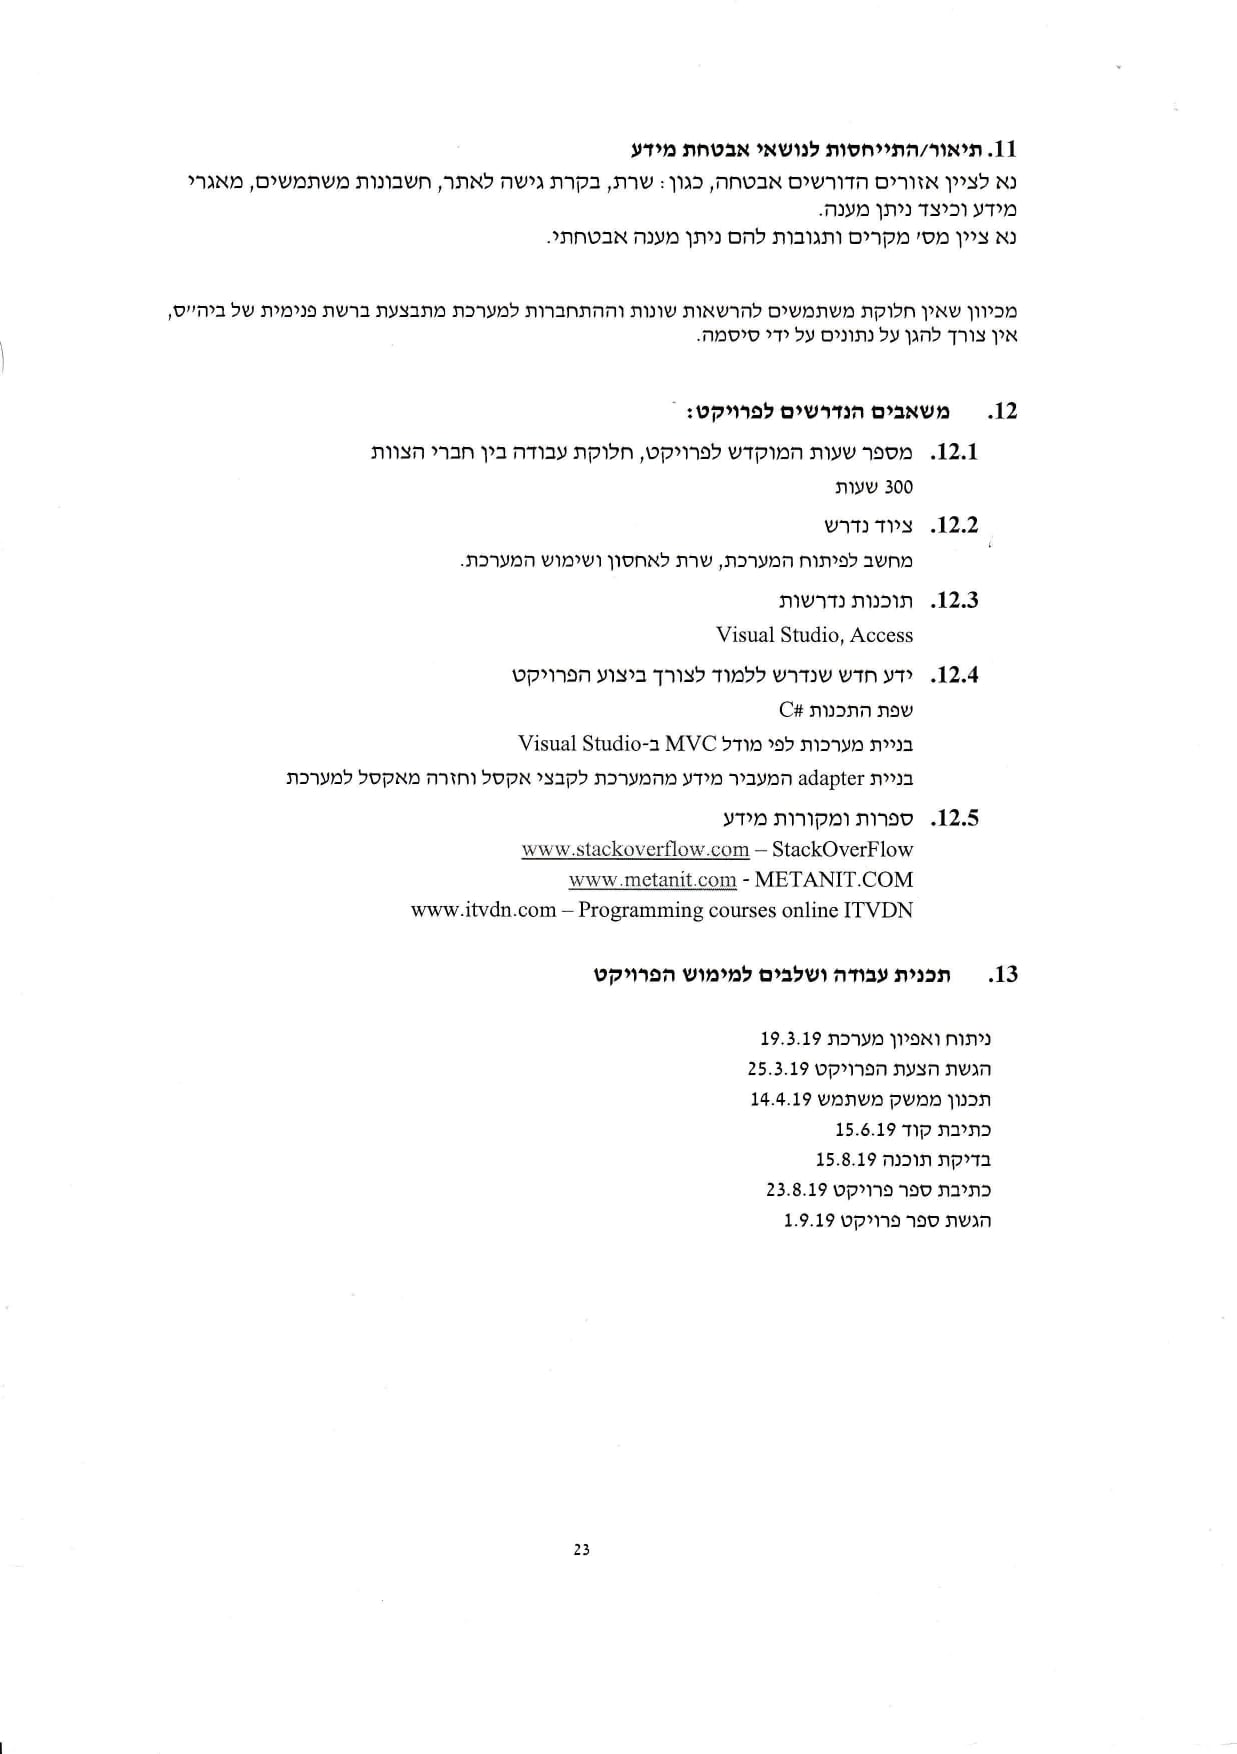 11. תיאור/התייחסות לנושאי אבטחת מידע
נא לציין אזורים הדורשים אבטחה, כגון: שרת, בקרת גישה לאתר, חשבונות משתמשים, מאגרי
מידע וכיצד ניתן מענה.
נא ציין מס' מקרים ותגובות להם ניתן מענה אבטחתי.
מכיוון שאין חלוקת משתמשים להרשאות שונות וההתחברות למערכת מתבצעת ברשת פנימית של ביה"ס,
אין צורך להגן על נתונים על ידי סיסמה.
12. משאבים הנדרשים לפרויקט:
12.1. מספר שעות המוקדש לפרויקט, חלוקת עבודה בין חברי הצוות
300 שעות
12.2. ציוד נדרש
מחשב לפיתוח המערכת, שרת לאחסון ושימוש המערכת.
12.3. תוכנות נדרשות
Visual Studio, Access
12.4. ידע חדש שנדרש ללמוד לצורך ביצוע הפרויקט
שפת התכנות C#
בניית מערכות לפי מודל MVC ב-Visual Studio
בניית adapter המעביר מידע מהמערכת לקבצי אקסל וחזרה מאקסל למערכת
12.5. ספרות ומקורות מידע
www.stackoverflow.com – StackOverFlow
www.metanit.com - METANIT.COM
www.itvdn.com – Programming courses online ITVDN
13. תכנית עבודה ושלבים למימוש הפרויקט
ניתוח ואפיון מערכת 19.3.19
הגשת הצעת הפרויקט 25.3.19
תכנון ממשק משתמש 14.4.19
כתיבת קוד 15.6.19
בדיקת תוכנה 15.8.19
כתיבת ספר פרויקט 23.8.19
הגשת ספר פרויקט 1.9.19
23